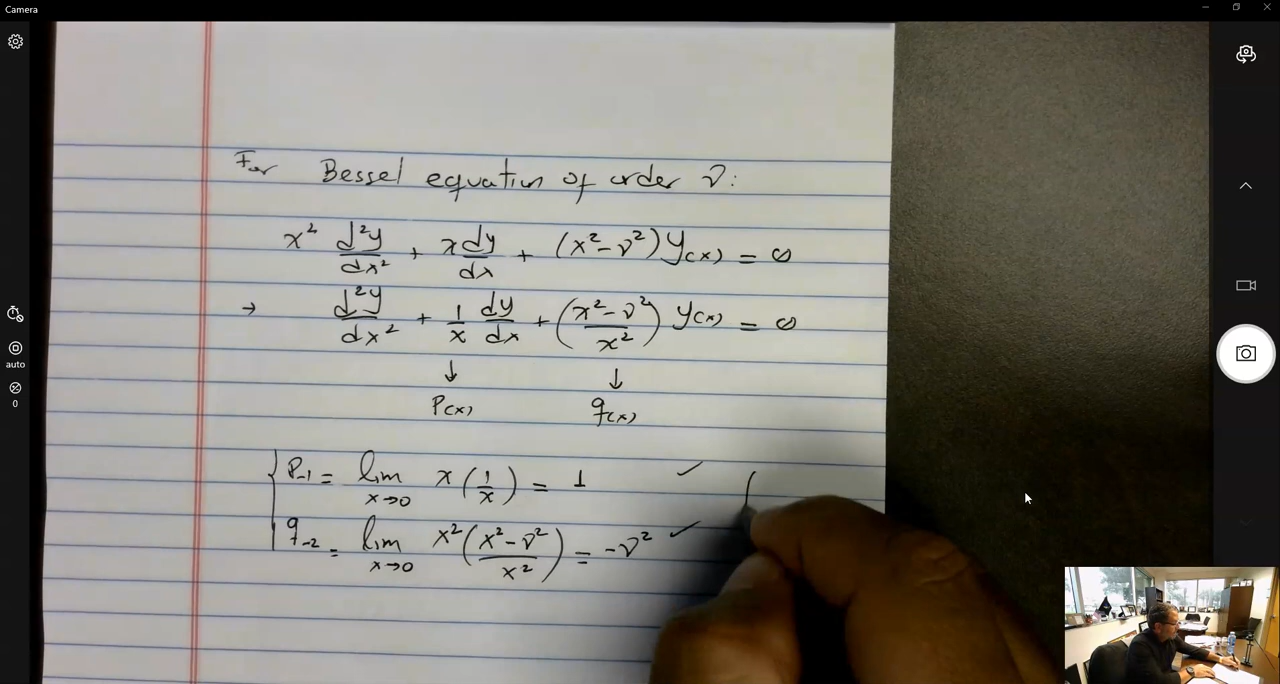 Camera
For Bessel equation of order ν:
x² d²y/dx² + x dy/dx + (x² - ν²) y(x) = 0
→ d²y/dx² + 1/x dy/dx + ((x² - ν²)/x²) y(x) = 0
↓ ↓
P(x) q(x)
P₋₁ = lim x→0 x(1/x) = 1 ✓
q₋₂ = lim x→0 x²((x² - ν²)/x²) = -ν² ✓
auto
0